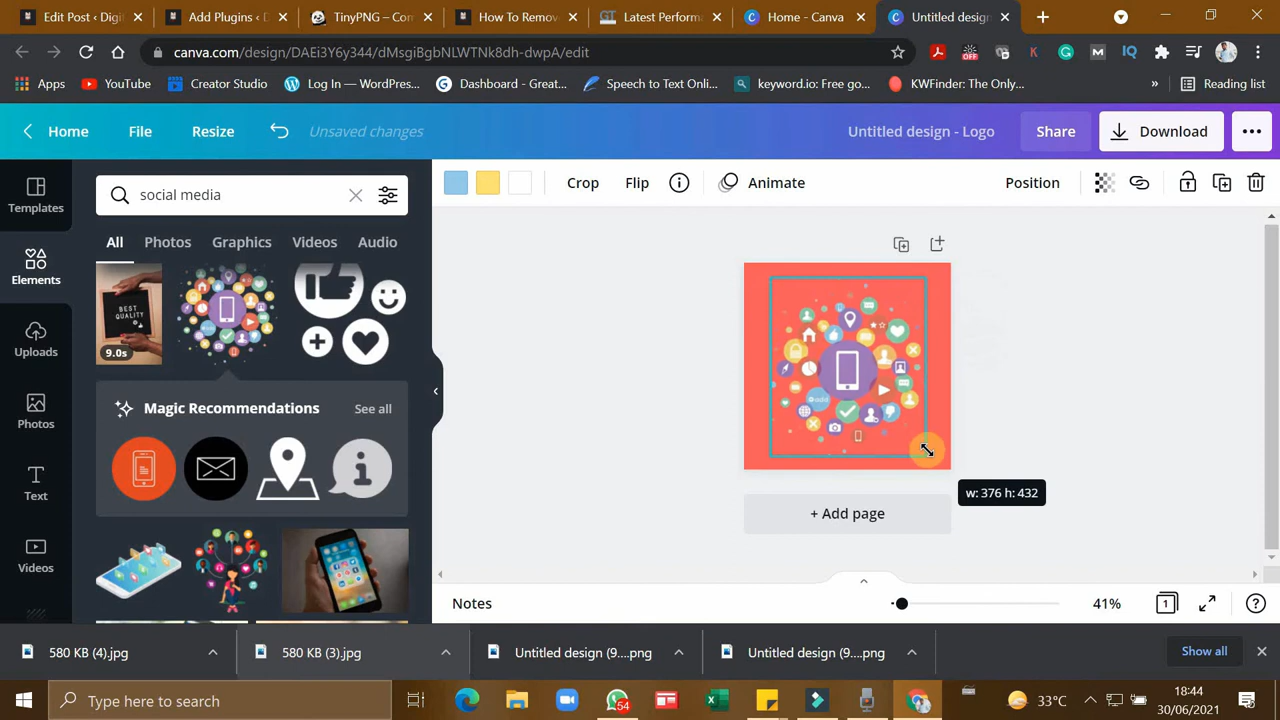 Edit Post ‹ Digi
Add Plugins ‹ D
TinyPNG – Com
How To Remov
Latest Performa
Home - Canva
Untitled design
canva.com/design/DAEi3Y6y344/dMsgiBgbNLWTNk8dh-dwpA/edit
OFF
Apps
YouTube
Creator Studio
Log In — WordPress...
Dashboard - Great...
Speech to Text Onli...
keyword.io: Free go...
KWFinder: The Only...
»
Reading list
Home
File
Resize
Unsaved changes
Untitled design - Logo
Share
Download
Templates
Elements
Uploads
Photos
Text
Videos
social media
All
Photos
Graphics
Videos
Audio
BEST
QUALITY
9.0s
Magic Recommendations
See all
Crop
Flip
Animate
Position
w: 376 h: 432
+ Add page
Notes
41%
1
580 KB (4).jpg
580 KB (3).jpg
Untitled design (9....png
Untitled design (9....png
Show all
Type here to search
54
33°C
18:44
30/06/2021